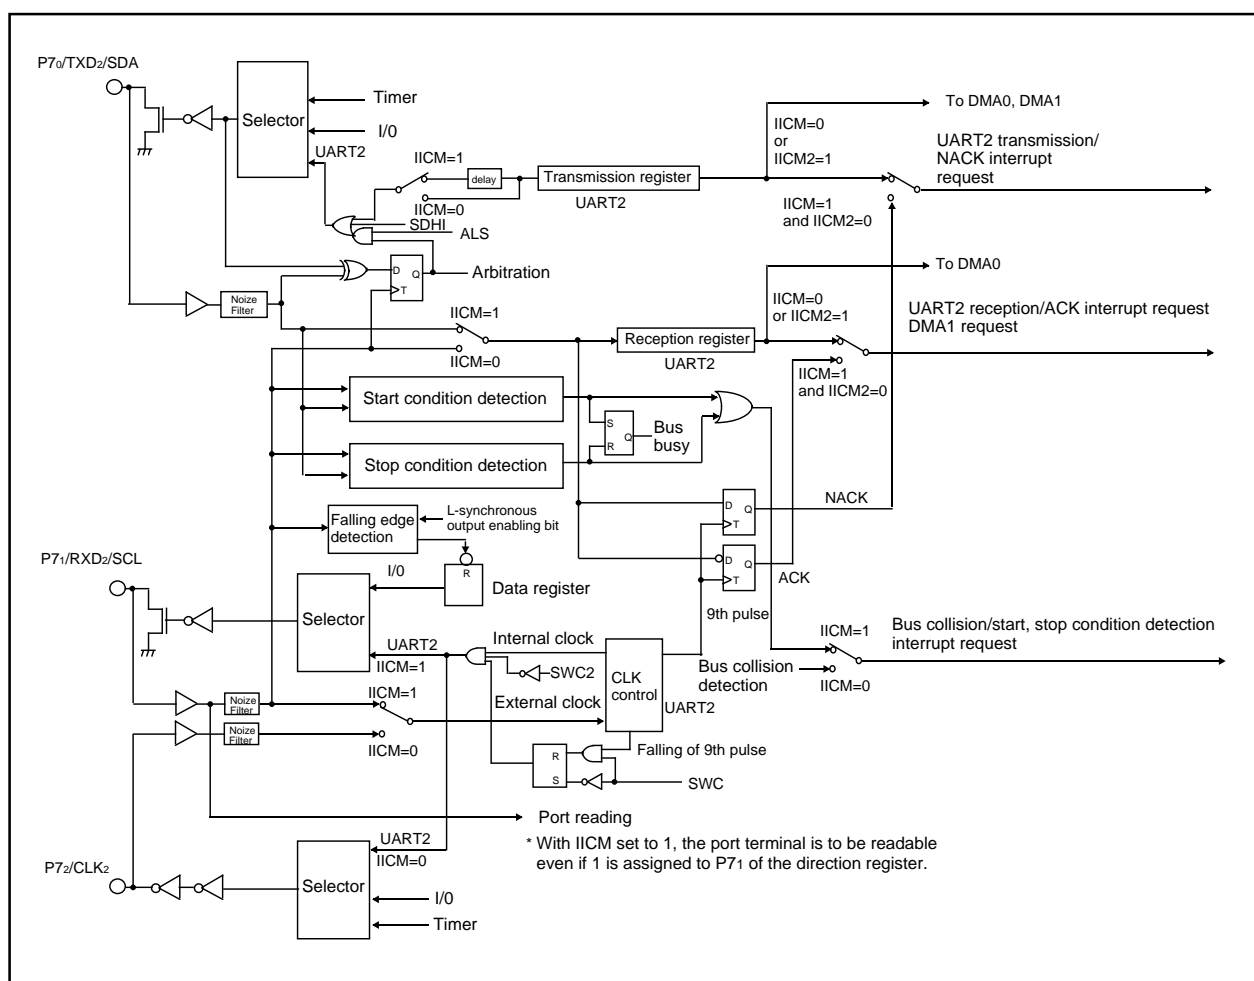 P70/TXD2/SDA
Selector
Timer
I/0
UART2
IICM=1
delay
IICM=0
SDHI
ALS
Transmission register
UART2
To DMA0, DMA1
IICM=0
or
IICM2=1
IICM=1
and IICM2=0
UART2 transmission/
NACK interrupt
request
Noize
Filter
D
Q
T
Arbitration
To DMA0
IICM=1
IICM=0
Reception register
UART2
IICM=0
or IICM2=1
IICM=1
and IICM2=0
UART2 reception/ACK interrupt request
DMA1 request
Start condition detection
S
R
Q
Bus
busy
Stop condition detection
D
Q
T
NACK
Falling edge
detection
L-synchronous
output enabling bit
D
Q
T
ACK
9th pulse
P71/RXD2/SCL
R
I/0
Data register
Selector
UART2
IICM=1
Internal clock
SWC2
CLK
control
UART2
External clock
Bus collision
detection
IICM=1
IICM=0
Bus collision/start, stop condition detection
interrupt request
Noize
Filter
IICM=1
Noize
Filter
IICM=0
R
S
Falling of 9th pulse
SWC
Port reading
* With IICM set to 1, the port terminal is to be readable
even if 1 is assigned to P71 of the direction register.
P72/CLK2
Selector
UART2
IICM=0
I/0
Timer